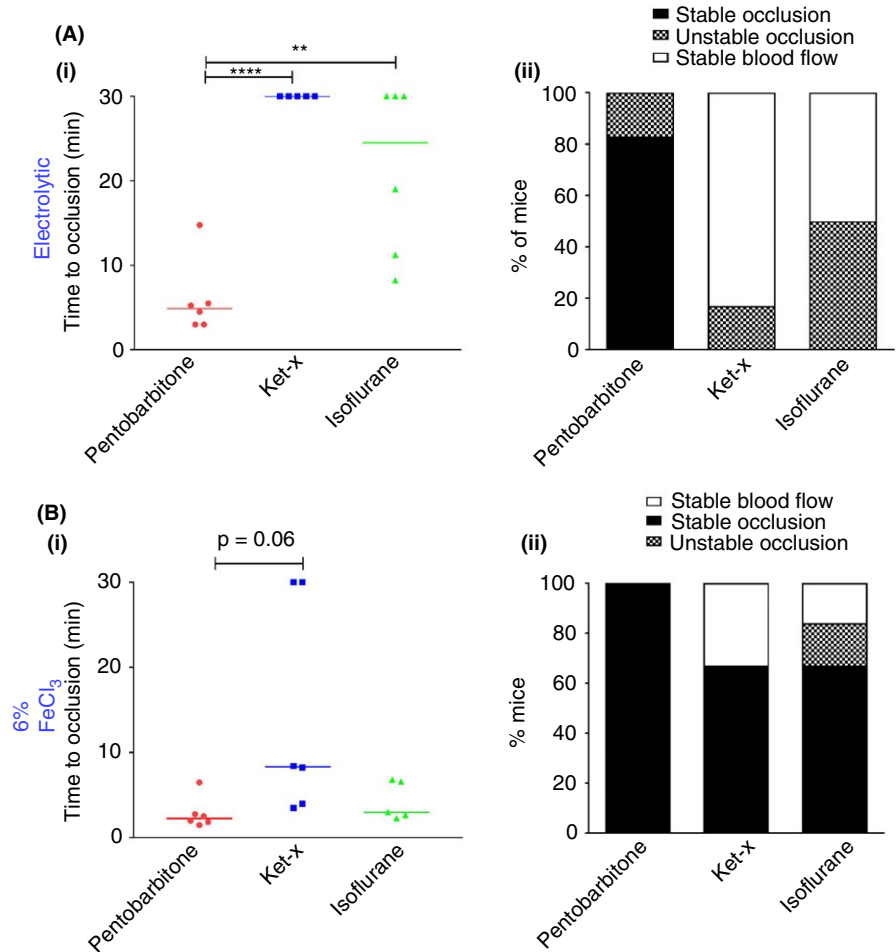 (A)
(i)
**
****
Electrolytic
Time to occlusion (min)
30
20
10
0
Pentobarbitone
Ket-x
Isoflurane
(ii)
Stable occlusion
Unstable occlusion
Stable blood flow
% of mice
100
80
60
40
20
0
Pentobarbitone
Ket-x
Isoflurane
(B)
(i)
p = 0.06
6%
FeCl₃
Time to occlusion (min)
30
20
10
0
Pentobarbitone
Ket-x
Isoflurane
(ii)
Stable blood flow
Stable occlusion
Unstable occlusion
% mice
100
80
60
40
20
0
Pentobarbitone
Ket-x
Isoflurane